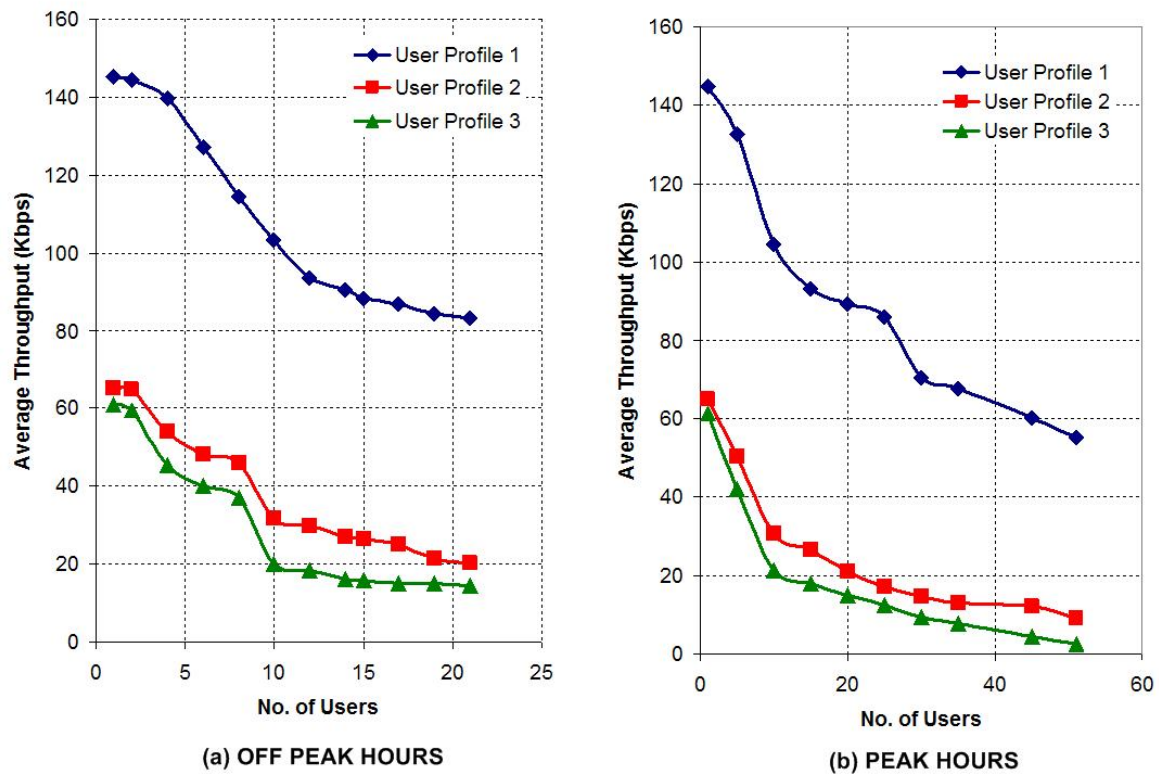 160
140
120
100
80
60
40
20
0
Average Throughput (Kbps)
User Profile 1
User Profile 2
User Profile 3
0 5 10 15 20 25
No. of Users
(a) OFF PEAK HOURS
160
140
120
100
80
60
40
20
0
Average Throughput (Kbps)
User Profile 1
User Profile 2
User Profile 3
0 20 40 60
No. of Users
(b) PEAK HOURS